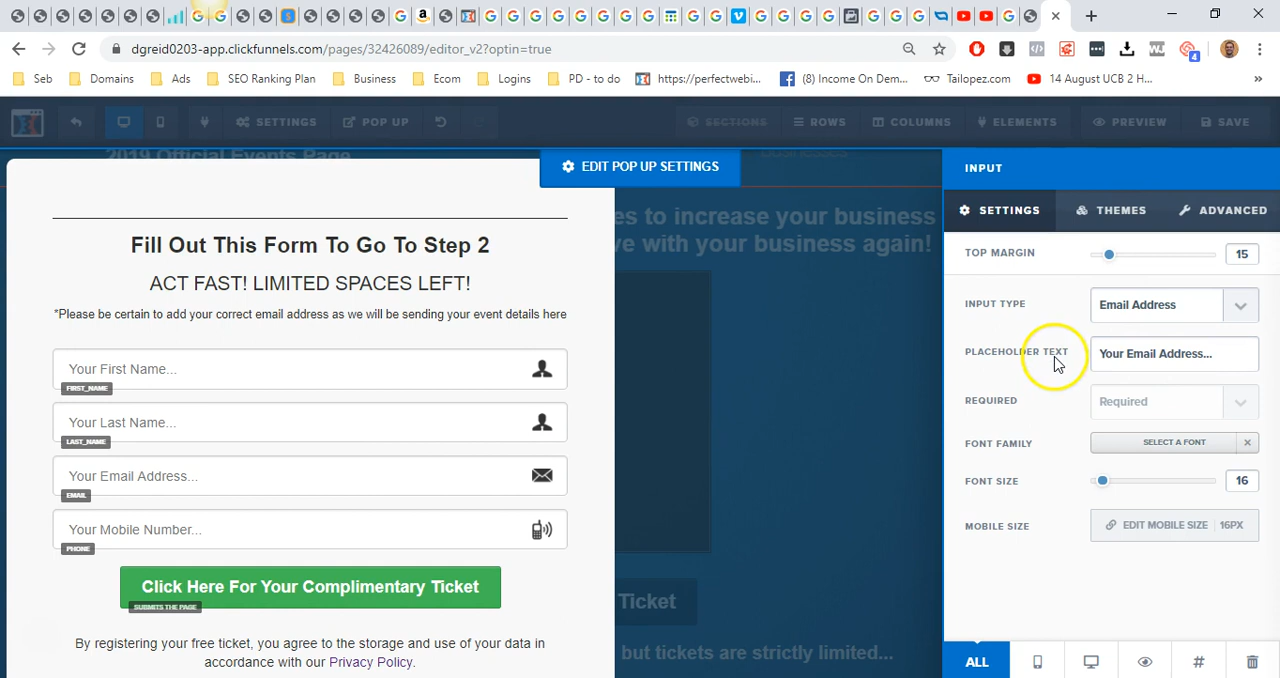 dgreid0203-app.clickfunnels.com/pages/32426089/editor_v2?optin=true
4
Seb
Domains
Ads
SEO Ranking Plan
Business
Ecom
Logins
PD - to do
https://perfectwebi...
(8) Income On Dem...
Tailopez.com
14 August UCB 2 H...
»
SETTINGS
POP UP
SECTIONS
ROWS
COLUMNS
ELEMENTS
PREVIEW
SAVE
2019 Official Events Page
EDIT POP UP SETTINGS
INPUT
SETTINGS
THEMES
ADVANCED
es to increase your business
ve with your business again!
Fill Out This Form To Go To Step 2
ACT FAST! LIMITED SPACES LEFT!
*Please be certain to add your correct email address as we will be sending your event details here
Your First Name...
FIRST_NAME
Your Last Name...
LAST_NAME
Your Email Address...
EMAIL
Your Mobile Number...
PHONE
Click Here For Your Complimentary Ticket
SUBMITS THE PAGE
By registering your free ticket, you agree to the storage and use of your data in
accordance with our Privacy Policy.
Ticket
but tickets are strictly limited...
TOP MARGIN
15
INPUT TYPE
Email Address
PLACEHOLDER TEXT
Your Email Address...
REQUIRED
Required
FONT FAMILY
SELECT A FONT
×
FONT SIZE
16
MOBILE SIZE
EDIT MOBILE SIZE
16PX
ALL
#